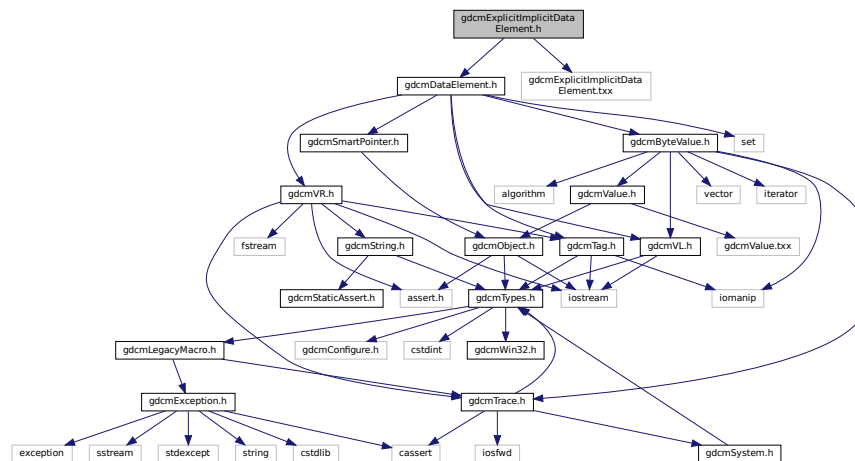 gdcmExplicitImplicitData
Element.h
gdcmDataElement.h
gdcmExplicitImplicitData
Element.txx
gdcmSmartPointer.h
gdcmByteValue.h
set
gdcmVR.h
algorithm
gdcmValue.h
vector
iterator
fstream
gdcmString.h
gdcmObject.h
gdcmTag.h
gdcmVL.h
gdcmValue.txx
gdcmStaticAssert.h
assert.h
gdcmTypes.h
iostream
iomanip
gdcmLegacyMacro.h
gdcmConfigure.h
cstdint
gdcmWin32.h
gdcmException.h
gdcmTrace.h
exception
sstream
stdexcept
string
cstdlib
cassert
iosfwd
gdcmSystem.h